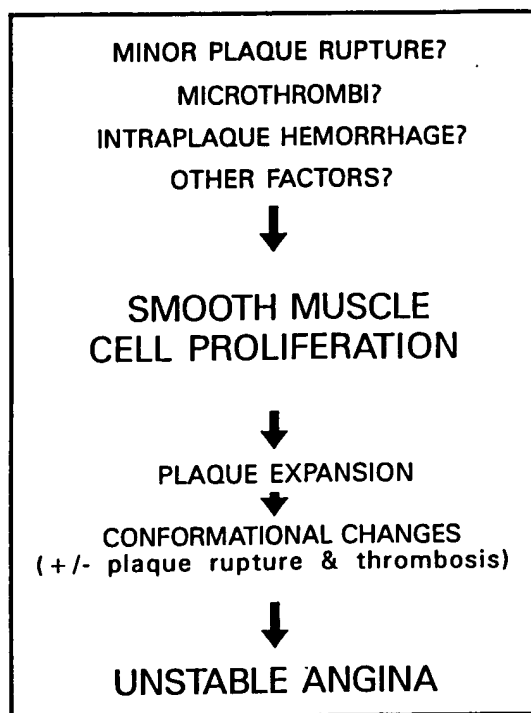 MINOR PLAQUE RUPTURE?
MICROTHROMBI?
INTRAPLAQUE HEMORRHAGE?
OTHER FACTORS?
SMOOTH MUSCLE
CELL PROLIFERATION
PLAQUE EXPANSION
CONFORMATIONAL CHANGES
(+/- plaque rupture & thrombosis)
UNSTABLE ANGINA